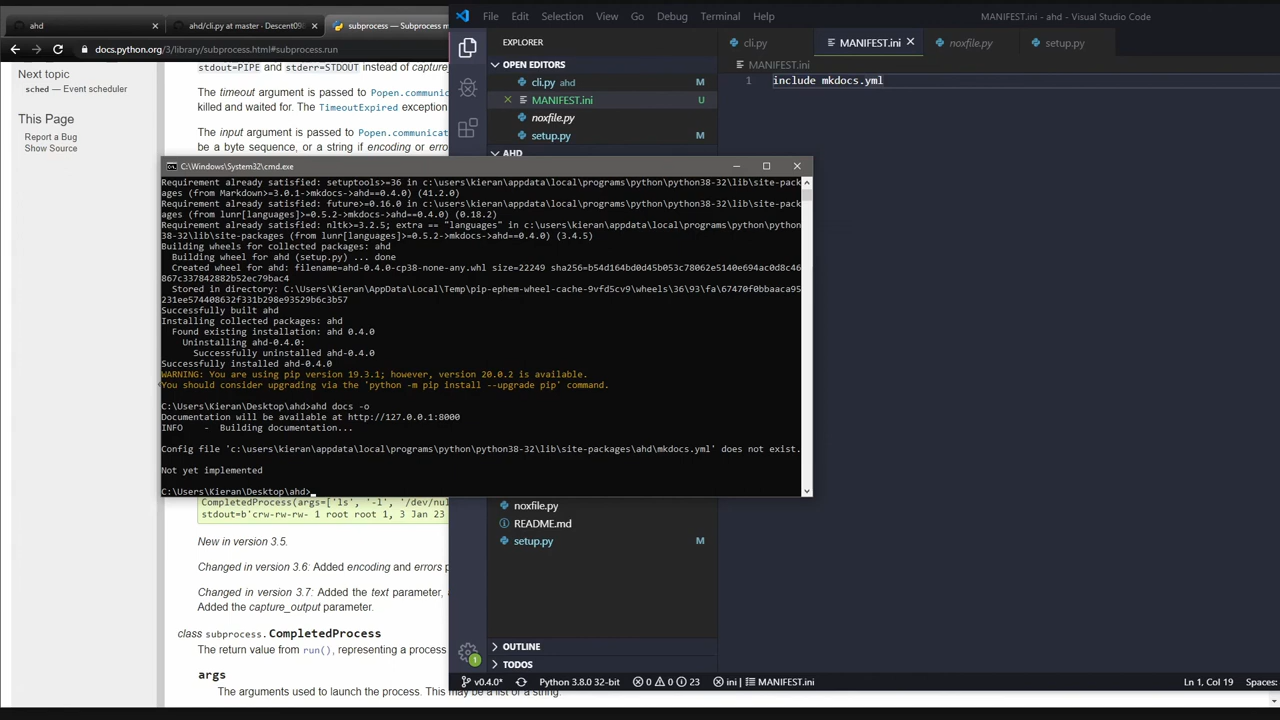 ahd
ahd/cli.py at master · Descent098
subprocess — Subprocess m
docs.python.org/3/library/subprocess.html#subprocess.run
Next topic
sched — Event scheduler
This Page
Report a Bug
Show Source
stdout=PIPE and stderr=STDOUT instead of capture_
The timeout argument is passed to Popen.communicat
killed and waited for. The TimeoutExpired exception
The input argument is passed to Popen.communicat
be a byte sequence, or a string if encoding or error
File Edit Selection View Go Debug Terminal Help
MANIFEST.ini - ahd - Visual Studio Code
EXPLORER
OPEN EDITORS
cli.py ahd M
MANIFEST.ini U
noxfile.py
setup.py M
AHD
cli.py
MANIFEST.ini
noxfile.py
setup.py
MANIFEST.ini
1 include mkdocs.yml
C:\Windows\System32\cmd.exe
Requirement already satisfied: setuptools>=36 in c:\users\kieran\appdata\local\programs\python\python38-32\lib\site-pack
ages (from Markdown>=3.0.1->mkdocs->ahd==0.4.0) (41.2.0)
Requirement already satisfied: future>=0.16.0 in c:\users\kieran\appdata\local\programs\python\python38-32\lib\site-pack
ages (from lunr[languages]>=0.5.2->mkdocs->ahd==0.4.0) (0.18.2)
Requirement already satisfied: nltk>=3.2.5; extra == "languages" in c:\users\kieran\appdata\local\programs\python\python
38-32\lib\site-packages (from lunr[languages]>=0.5.2->mkdocs->ahd==0.4.0) (3.4.5)
Building wheels for collected packages: ahd
Building wheel for ahd (setup.py) ... done
Created wheel for ahd: filename=ahd-0.4.0-cp38-none-any.whl size=22249 sha256=b54d164bd0d45b053c78062e5140e694ac0d8c46
867c337842882b52ec79bac4
Stored in directory: C:\Users\Kieran\AppData\Local\Temp\pip-ephem-wheel-cache-9vfd5cv9\wheels\36\93\fa\67470f0bbaaca95
231ee574408632f331b298e93529b6c3b57
Successfully built ahd
Installing collected packages: ahd
Found existing installation: ahd 0.4.0
Uninstalling ahd-0.4.0:
Successfully uninstalled ahd-0.4.0
Successfully installed ahd-0.4.0
WARNING: You are using pip version 19.3.1; however, version 20.0.2 is available.
You should consider upgrading via the 'python -m pip install --upgrade pip' command.
C:\Users\Kieran\Desktop\ahd>ahd docs -o
Documentation will be available at http://127.0.0.1:8000
INFO - Building documentation...
Config file 'c:\users\kieran\appdata\local\programs\python\python38-32\lib\site-packages\ahd\mkdocs.yml' does not exist.
Not yet implemented
C:\Users\Kieran\Desktop\ahd>
CompletedProcess(args=['ls', '-l', '/dev/nul
stdout=b'crw-rw-rw- 1 root root 1, 3 Jan 23
New in version 3.5.
Changed in version 3.6: Added encoding and errors p
Changed in version 3.7: Added the text parameter, a
Added the capture_output parameter.
class subprocess.CompletedProcess
The return value from run(), representing a process
args
The arguments used to launch the process. This may be a list or a string.
noxfile.py
README.md
setup.py M
OUTLINE
TODOS
1
v0.4.0* Python 3.8.0 32-bit 0 0 23 ini MANIFEST.ini
Ln 1, Col 19 Spaces: